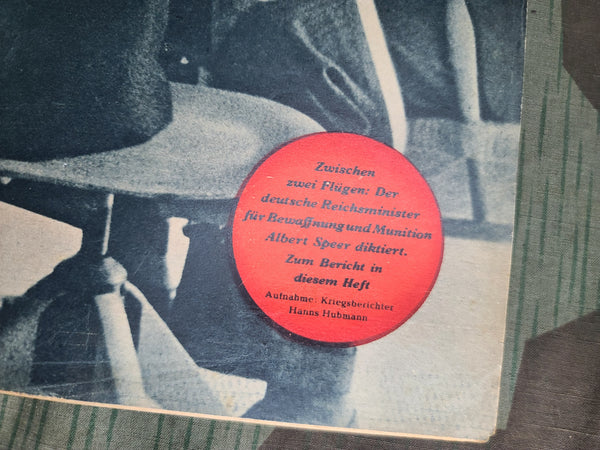 Zwischen
zwei Flügen: Der
deutsche Reichsminister
für Bewaffnung und Munition
Albert Speer diktiert.
Zum Bericht in
diesem Heft
Aufnahme: Kriegsberichter
Hanns Hubmann